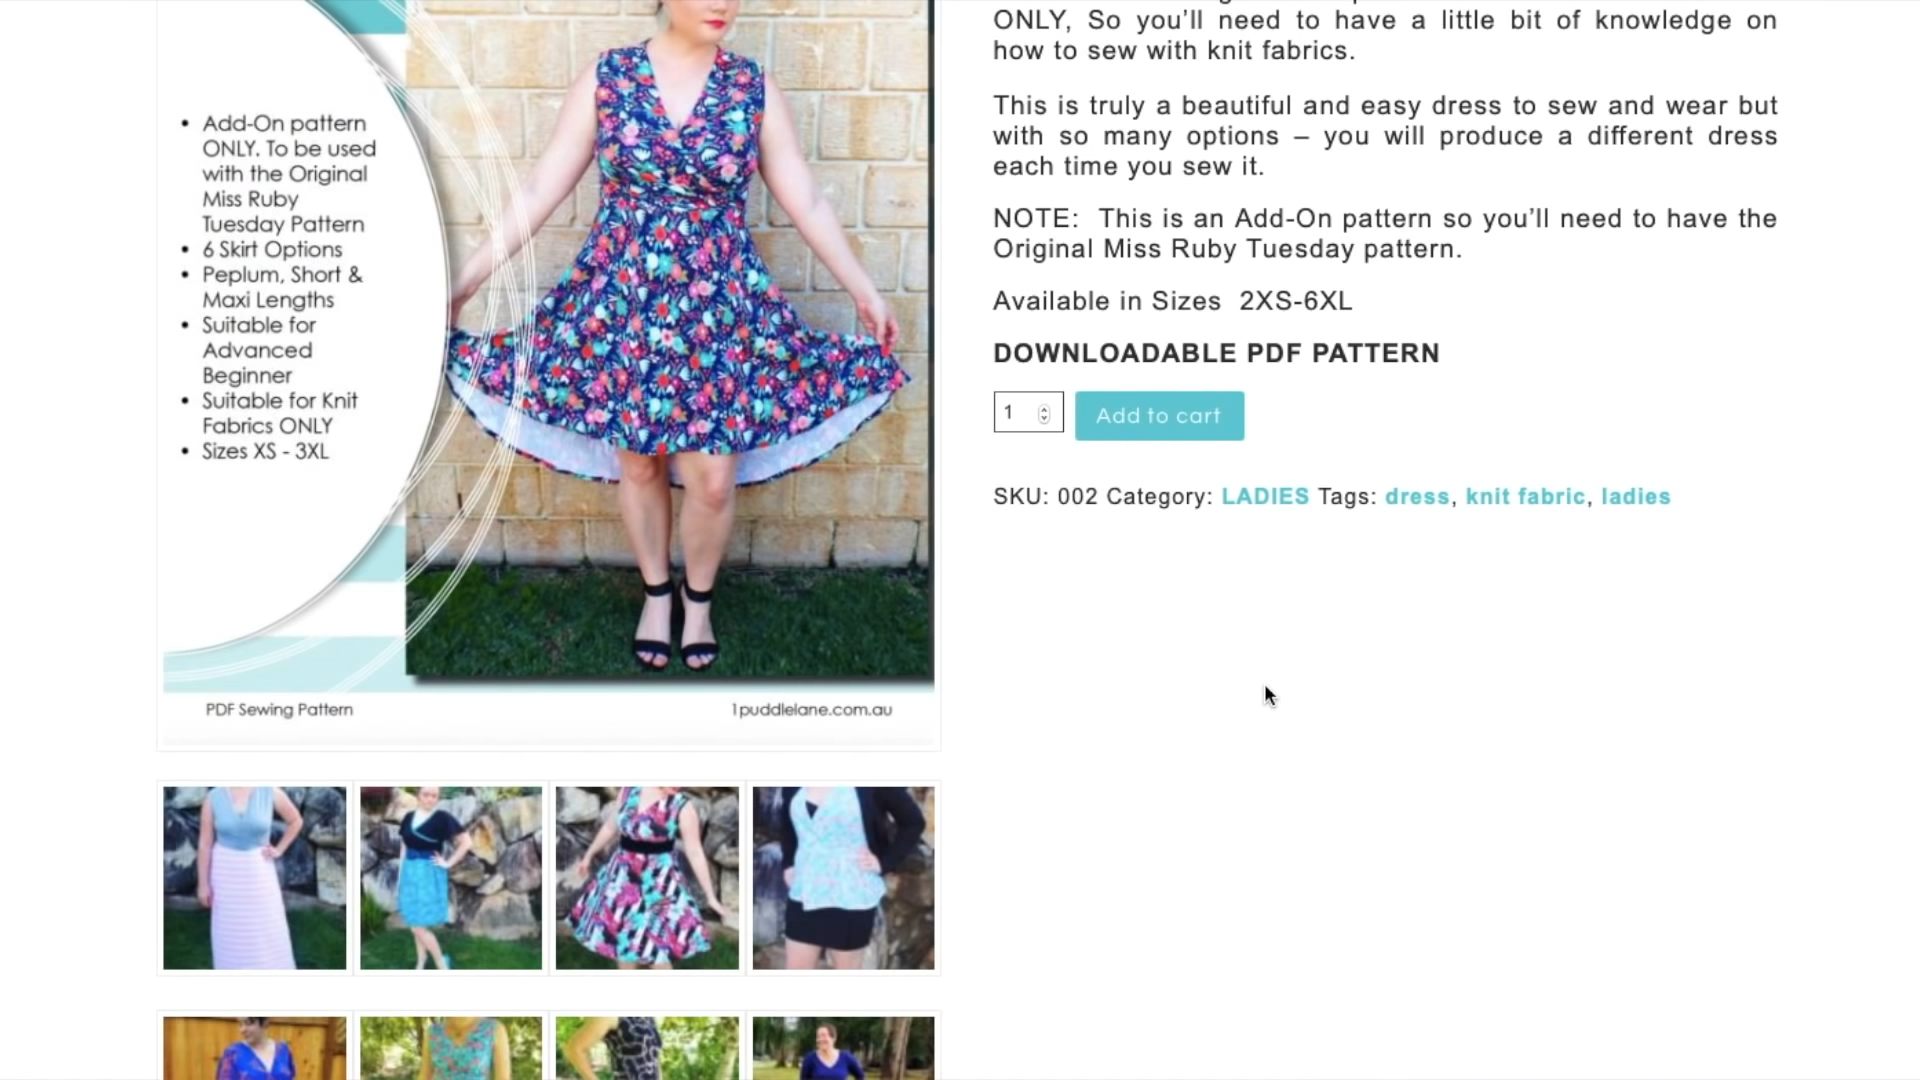 • Add-On pattern
ONLY. To be used
with the Original
Miss Ruby
Tuesday Pattern
• 6 Skirt Options
• Peplum, Short &
Maxi Lengths
• Suitable for
Advanced
Beginner
• Suitable for Knit
Fabrics ONLY
• Sizes XS - 3XL
PDF Sewing Pattern
1puddlelane.com.au
ONLY, So you’ll need to have a little bit of knowledge on
how to sew with knit fabrics.
This is truly a beautiful and easy dress to sew and wear but
with so many options – you will produce a different dress
each time you sew it.
NOTE: This is an Add-On pattern so you’ll need to have the
Original Miss Ruby Tuesday pattern.
Available in Sizes 2XS-6XL
DOWNLOADABLE PDF PATTERN
1
Add to cart
SKU: 002 Category: LADIES Tags: dress, knit fabric, ladies